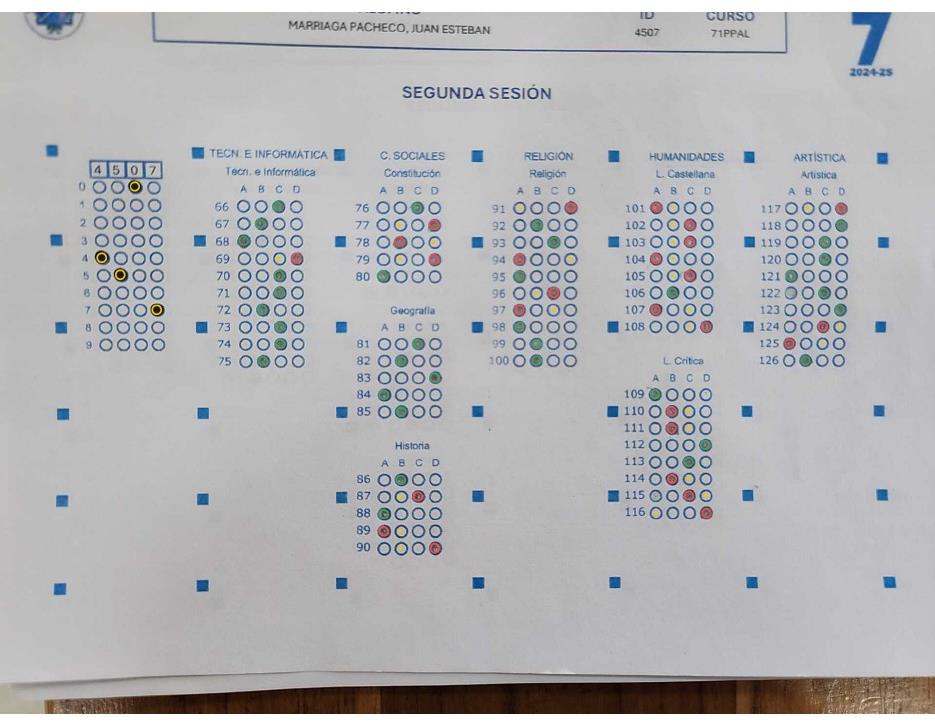 MARRIAGA PACHECO, JUAN ESTEBAN
ID
4507
CURSO
71PPAL
7
2024-25
SEGUNDA SESIÓN
4 5 0 7
0
1
2
3
4
5
6
7
8
9
TECN. E INFORMÁTICA
Tecn. e Informática
A B C D
66
67
68
69
70
71
72
73
74
75
C. SOCIALES
Constitución
A B C D
76
77
78
79
80
Geografía
A B C D
81
82
83
84
85
Historia
A B C D
86
87
88
89
90
RELIGIÓN
Religión
A B C D
91
92
93
94
95
96
97
98
99
100
HUMANIDADES
L. Castellana
A B C D
101
102
103
104
105
106
107
108
L. Crítica
A B C D
109
110
111
112
113
114
115
116
ARTÍSTICA
Artística
A B C D
117
118
119
120
121
122
123
124
125
126